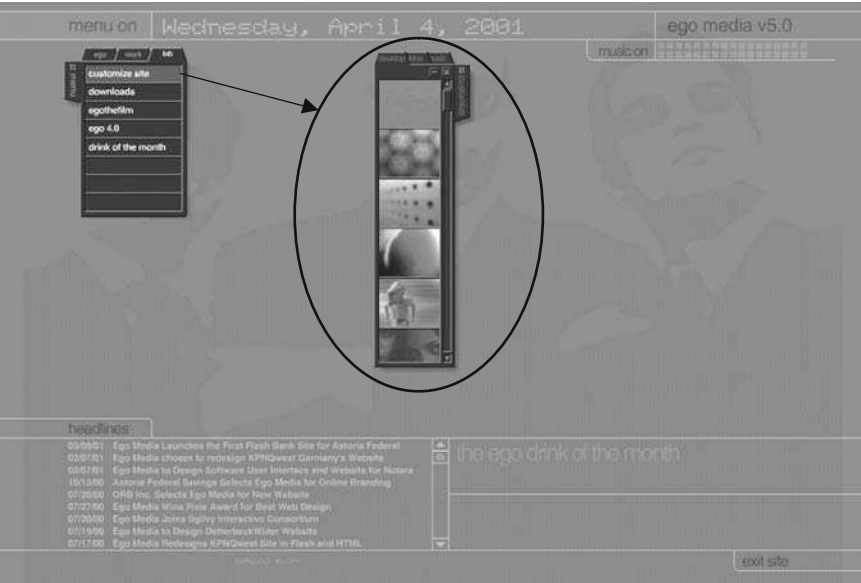 menu on
Wednesday, April 4, 2001
ego media v5.0
music on
ego / work / lab
menu
customize site
downloads
egothefilm
ego 4.0
drink of the month
desktop
headlines
03/09/01 Ego Media Launches the First Flash Bank Site for Astoria Federal
03/07/01 Ego Media chosen to redesign KPNQwest Germany's Website
03/07/01 Ego Media to Design Software User Interface and Website for Nutara
10/13/00 Astoria Federal Savings Selects Ego Media for Online Branding
07/30/00 ORB Inc. Selects Ego Media for New Website
07/27/00 Ego Media Wins Pixie Award for Best Web Design
07/20/00 Ego Media Joins Ogilvy Interactive Consortium
07/19/00 Ego Media to Design DetterbeckWider Website
07/17/00 Ego Media Redesigns KPNQwest Site in Flash and HTML
the ego drink of the month
exit site